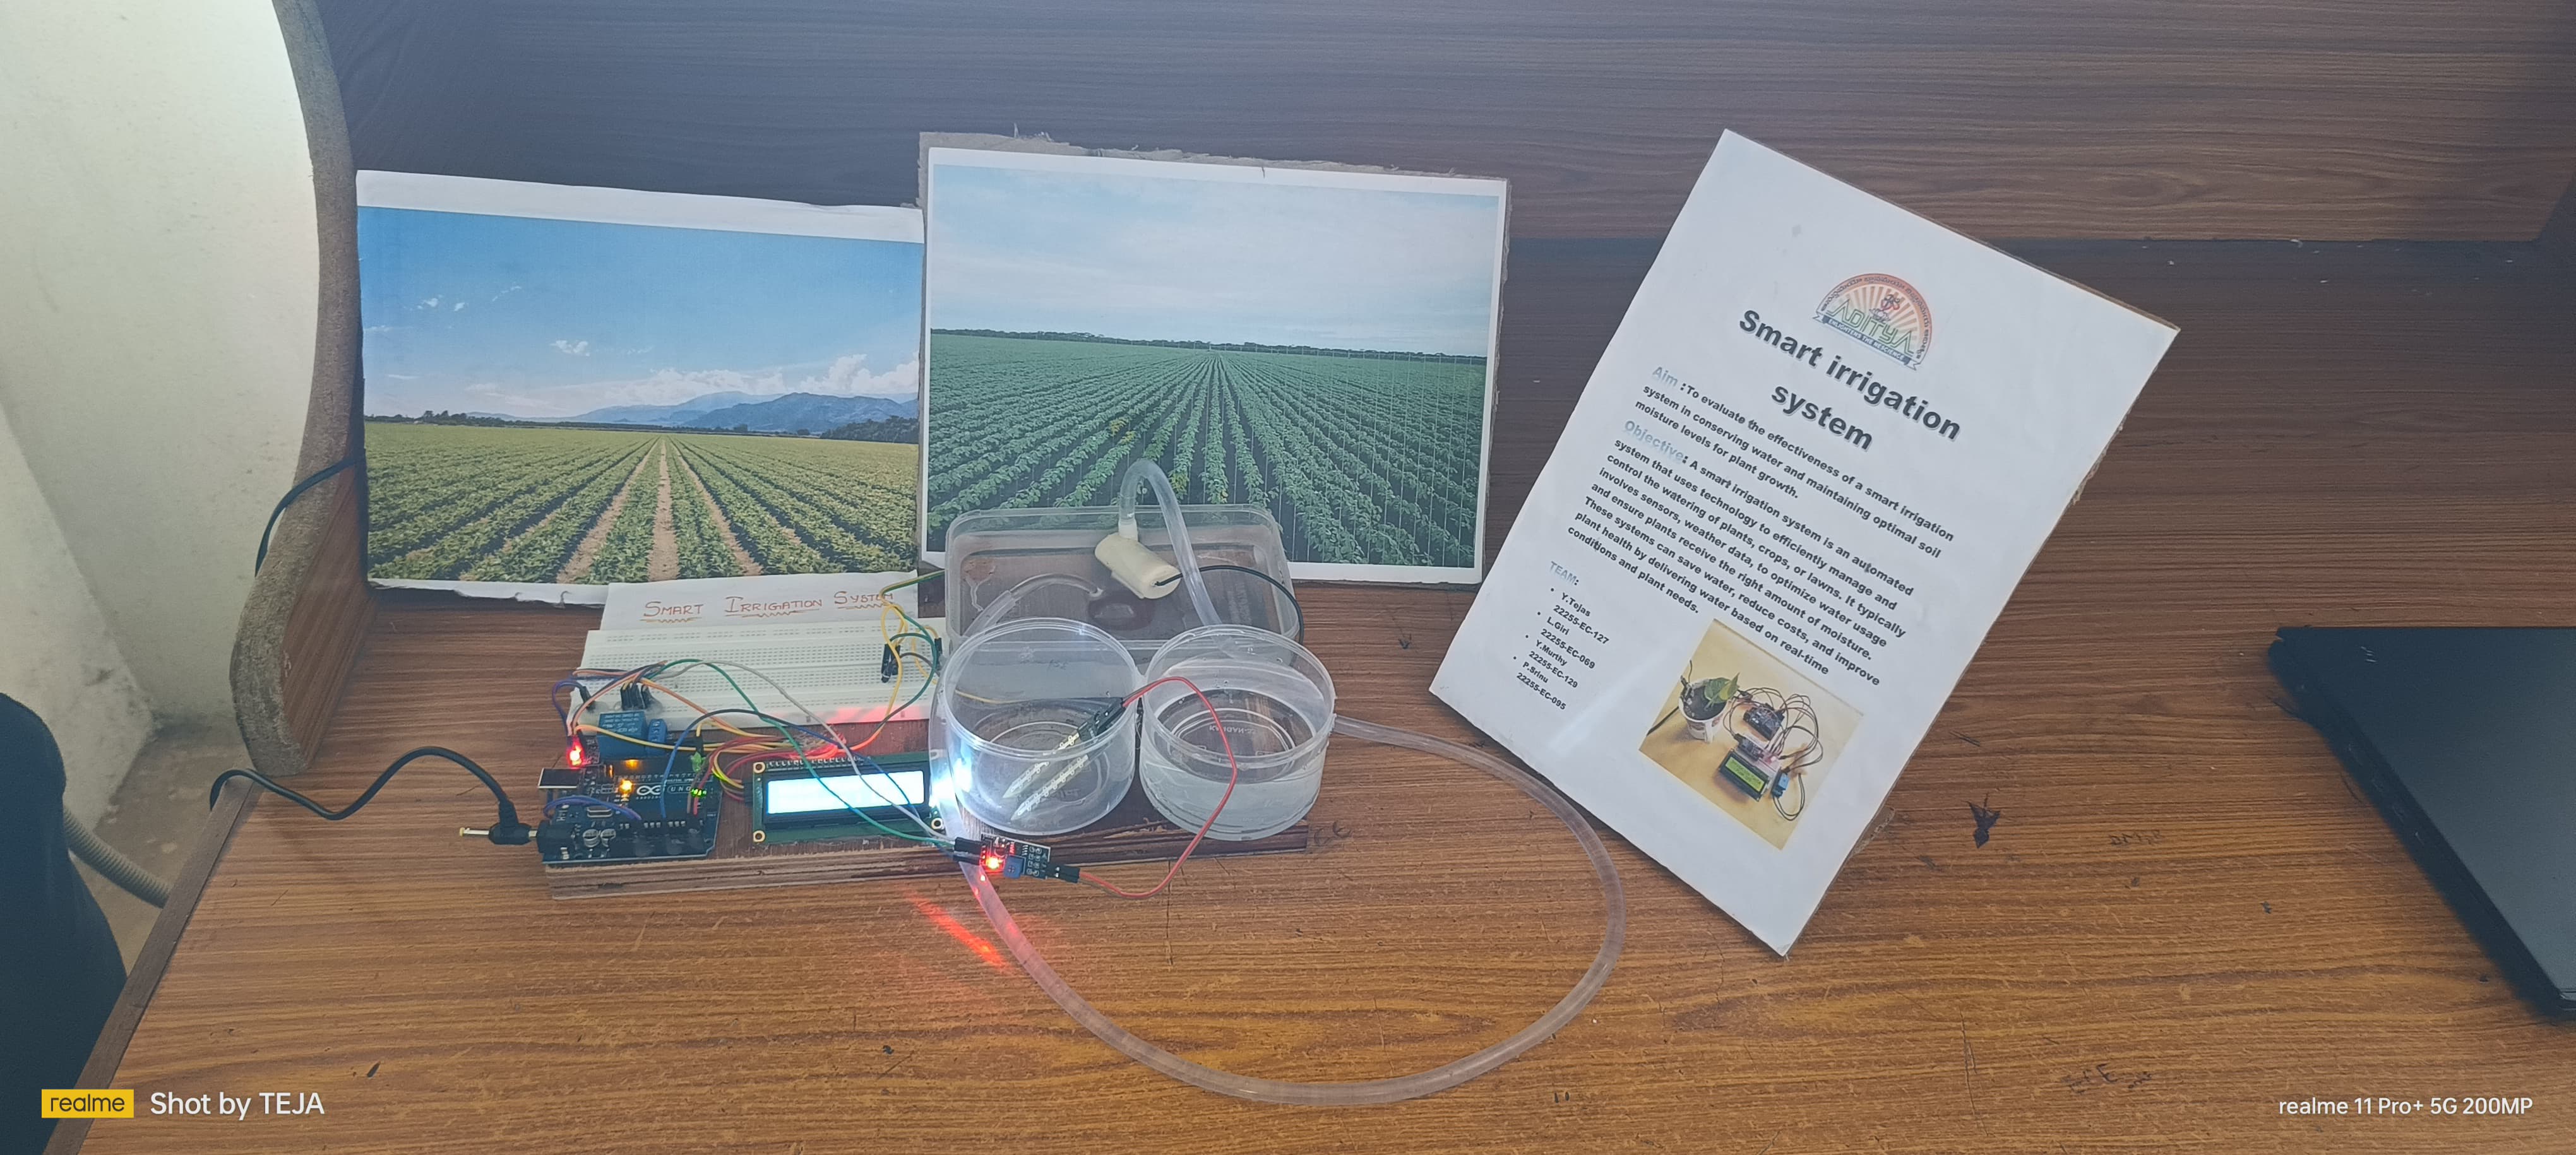 SMART IRRIGATION SYSTEM
UNO
ADITYA
Smart irrigation
system
Aim :To evaluate the effectiveness of a smart irrigation
system in conserving water and maintaining optimal soil
moisture levels for plant growth.
Objective: A smart irrigation system is an automated
system that uses technology to efficiently manage and
control the watering of plants, crops, or lawns. It typically
involves sensors, weather data, to optimize water usage
and ensure plants receive the right amount of moisture.
These systems can save water, reduce costs, and improve
plant health by delivering water based on real-time
conditions and plant needs.
TEAM:
• Y.Tejas
22255-EC-127
• L.Giri
22255-EC-069
• Y.Murthy
22255-EC-129
• P.Srinu
22255-EC-095
realme Shot by TEJA
realme 11 Pro+ 5G 200MP